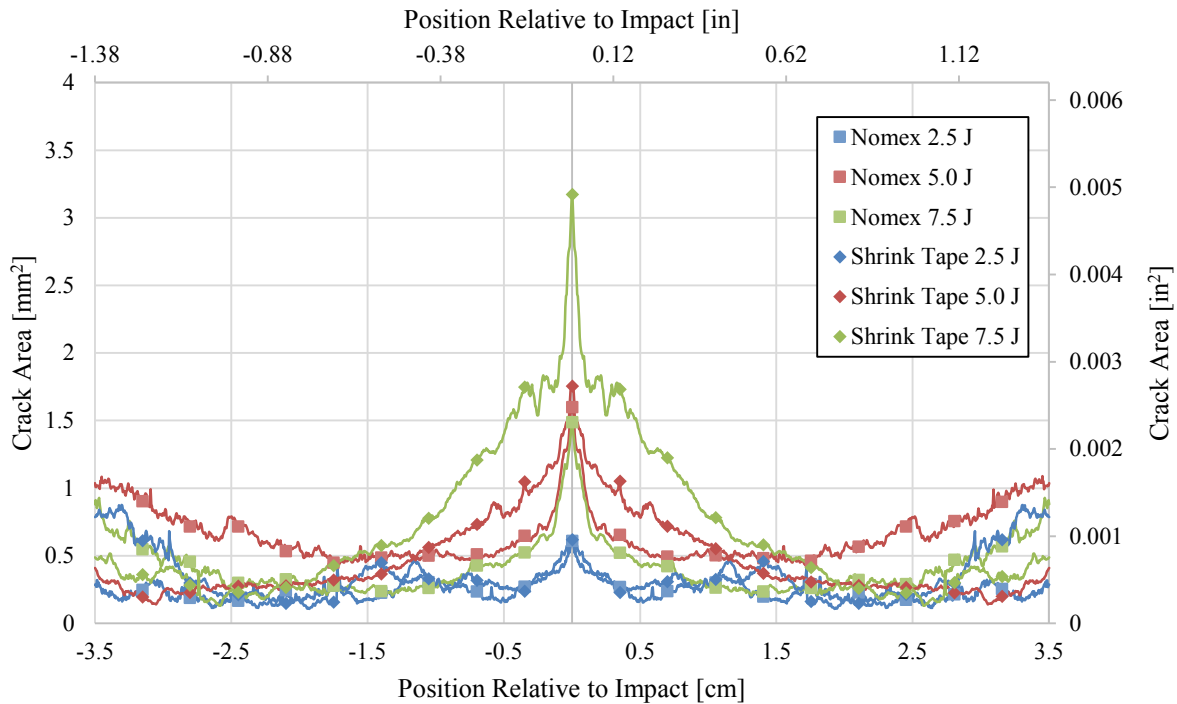 Position Relative to Impact [in]
-1.38 -0.88 -0.38 0.12 0.62 1.12
4
3.5
3
2.5
2
1.5
1
0.5
0
Crack Area [mm²]
0.006
0.005
0.004
0.003
0.002
0.001
0
Crack Area [in²]
Nomex 2.5 J
Nomex 5.0 J
Nomex 7.5 J
Shrink Tape 2.5 J
Shrink Tape 5.0 J
Shrink Tape 7.5 J
-3.5 -2.5 -1.5 -0.5 0.5 1.5 2.5 3.5
Position Relative to Impact [cm]